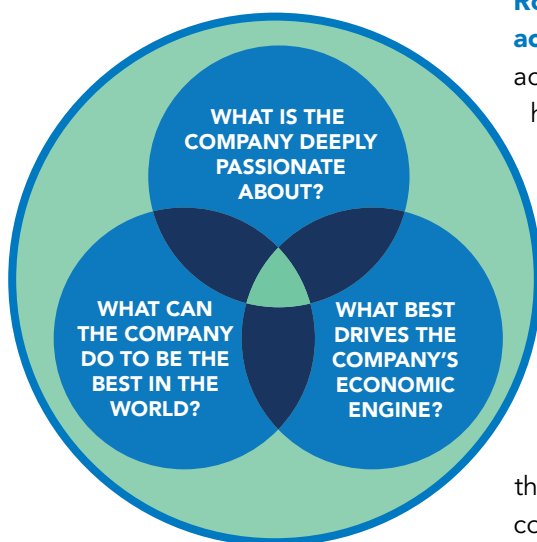 WHAT IS THE
COMPANY DEEPLY
PASSIONATE
ABOUT?
WHAT CAN
THE COMPANY
DO TO BE THE
BEST IN THE
WORLD?
WHAT BEST
DRIVES THE
COMPANY'S
ECONOMIC
ENGINE?